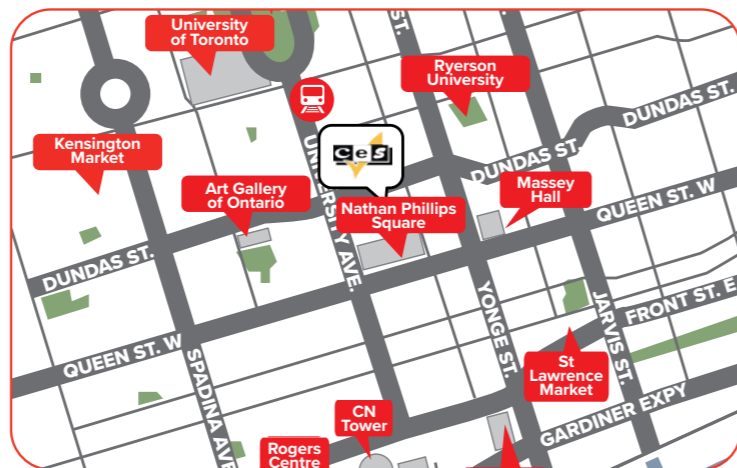 University
of Toronto
ST.
Ryerson
University
DUNDAS ST.
Kensington
Market
CeS
UNIVERSITY AVE.
DUNDAS ST.
Art Gallery
of Ontario
Massey
Hall
Nathan Phillips
Square
QUEEN ST. W
DUNDAS ST.
YONGE ST.
JARVIS ST.
FRONT ST. E
QUEEN ST. W
SPADINA AVE
St
Lawrence
Market
CN
Tower
GARDINER EXPY
Rogers
Centre